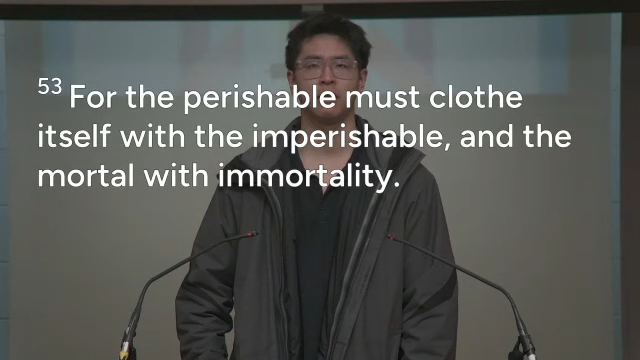 53 For the perishable must clothe
itself with the imperishable, and the
mortal with immortality.